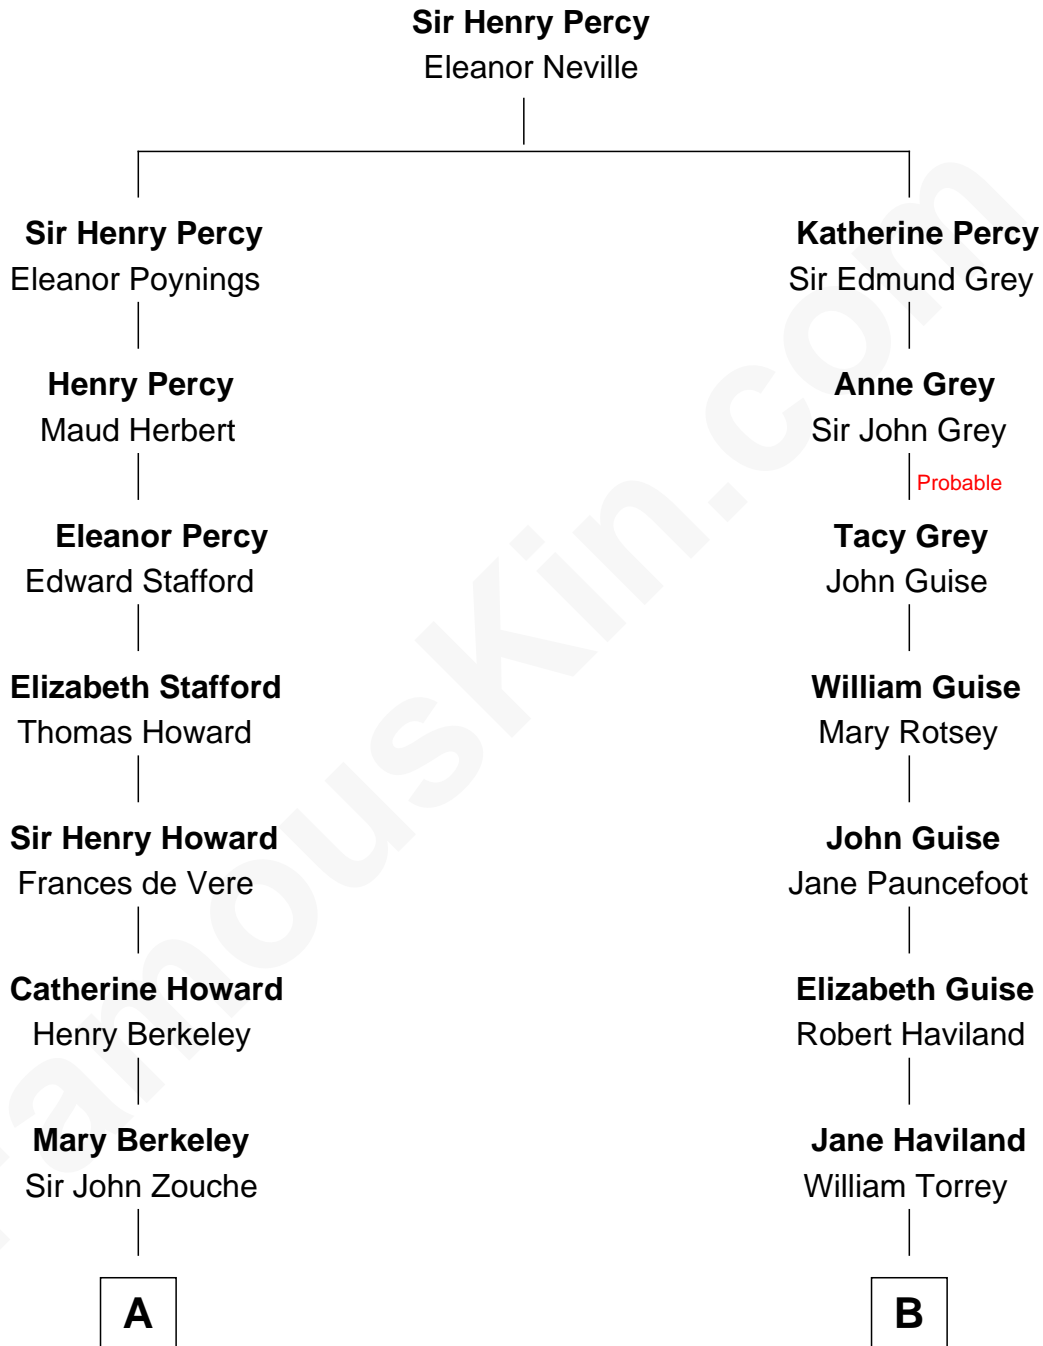 Sir Henry Percy
Eleanor Neville
Sir Henry Percy
Eleanor Poynings
Katherine Percy
Sir Edmund Grey
Henry Percy
Maud Herbert
Anne Grey
Sir John Grey
Probable
Eleanor Percy
Edward Stafford
Tacy Grey
John Guise
Elizabeth Stafford
Thomas Howard
William Guise
Mary Rotsey
Sir Henry Howard
Frances de Vere
John Guise
Jane Pauncefoot
Catherine Howard
Henry Berkeley
Elizabeth Guise
Robert Haviland
Mary Berkeley
Sir John Zouche
Jane Haviland
William Torrey
A
B
FamousKin.com